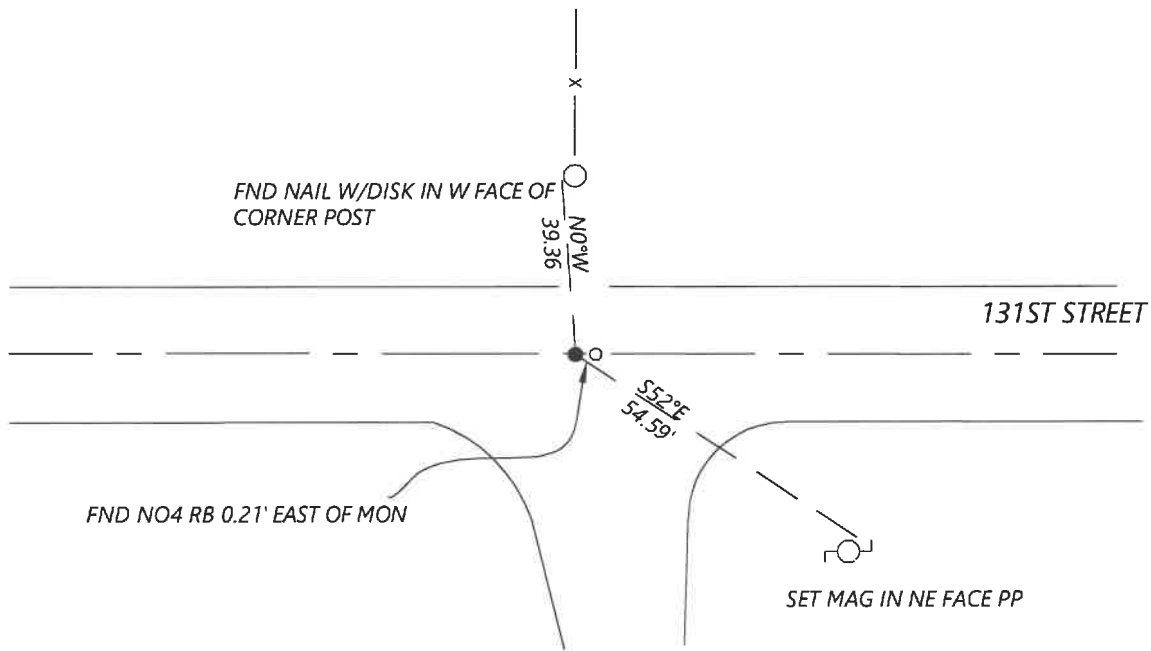 x
FND NAIL W/DISK IN W FACE OF
CORNER POST
N0°W
39.36
131ST STREET
S52°E
54.59'
FND NO4 RB 0.21' EAST OF MON
SET MAG IN NE FACE PP